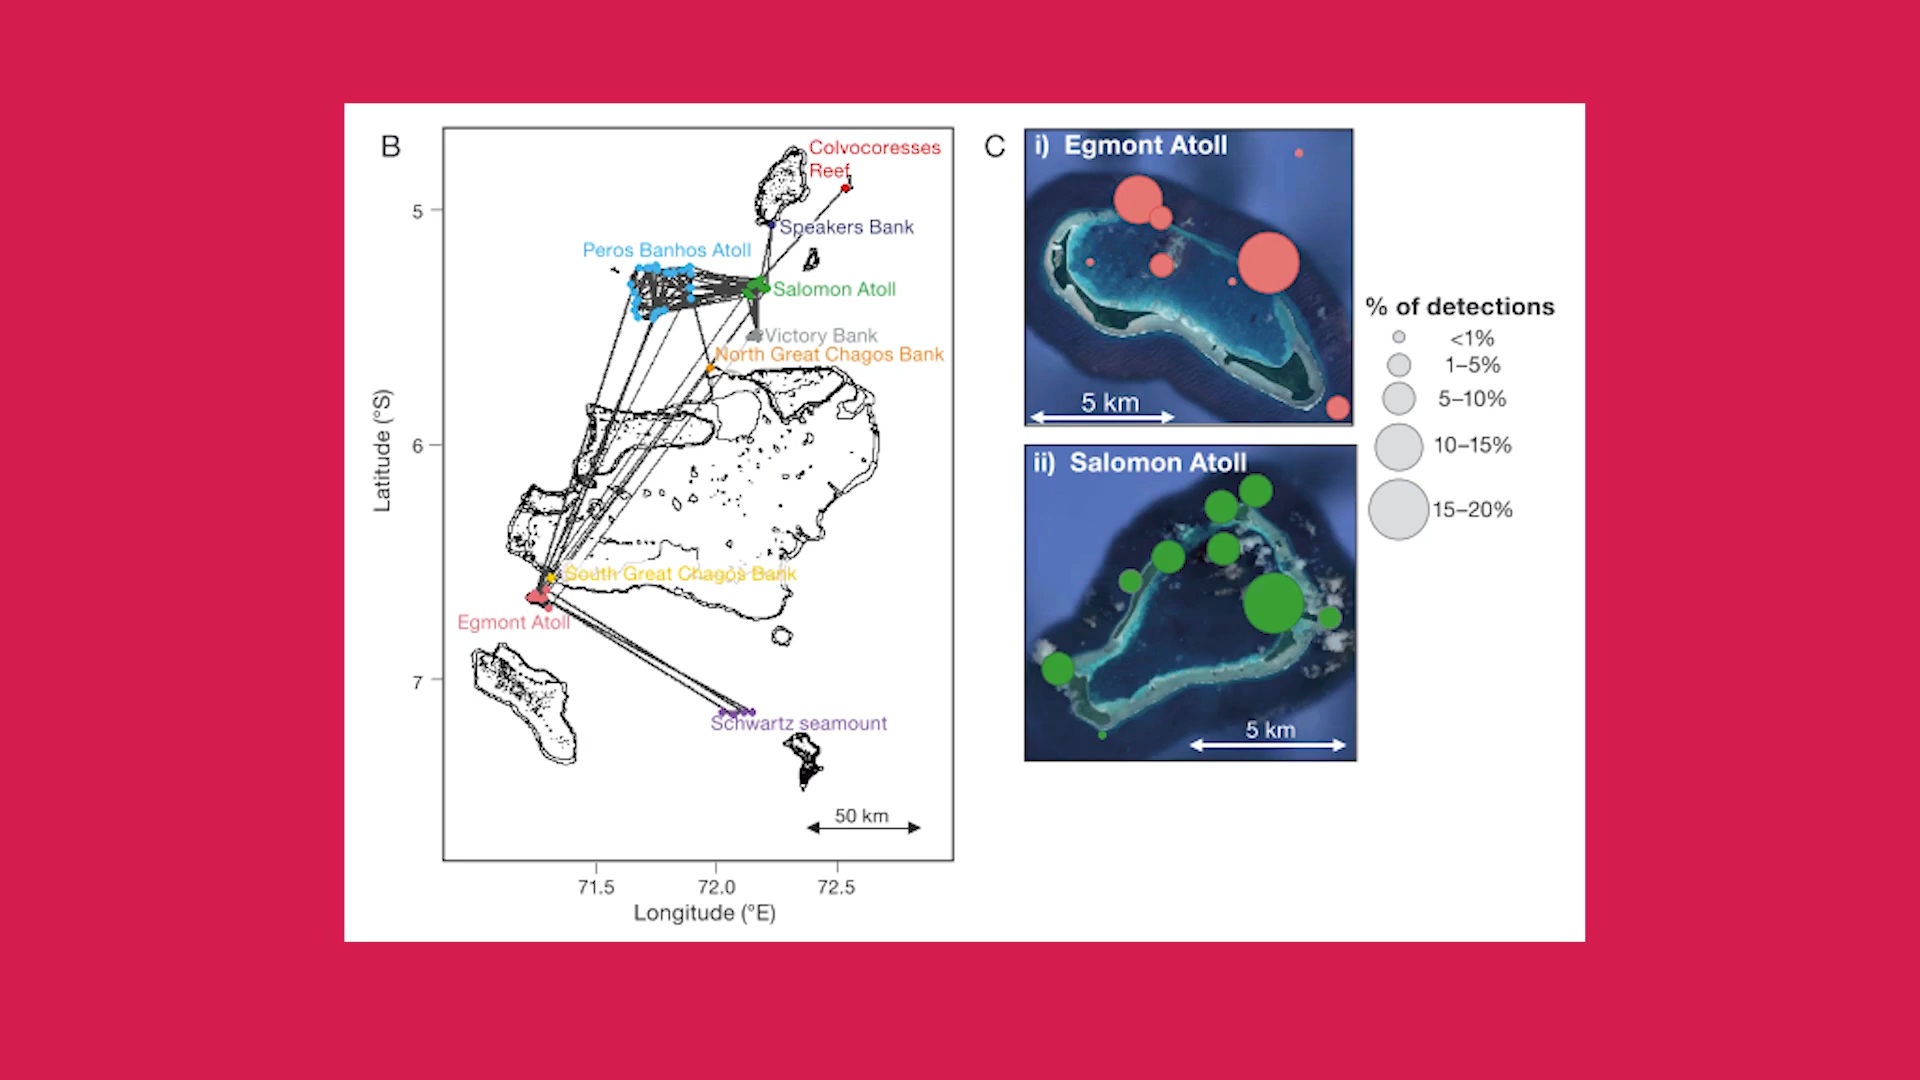 B
Colvocoresses
Reef
Speakers Bank
Peros Banhos Atoll
Salomon Atoll
Victory Bank
North Great Chagos Bank
South Great Chagos Bank
Egmont Atoll
Schwartz seamount
50 km
5
6
7
Latitude (°S)
71.5 72.0 72.5
Longitude (°E)
C
i) Egmont Atoll
5 km
ii) Salomon Atoll
5 km
% of detections
<1%
1–5%
5–10%
10–15%
15–20%